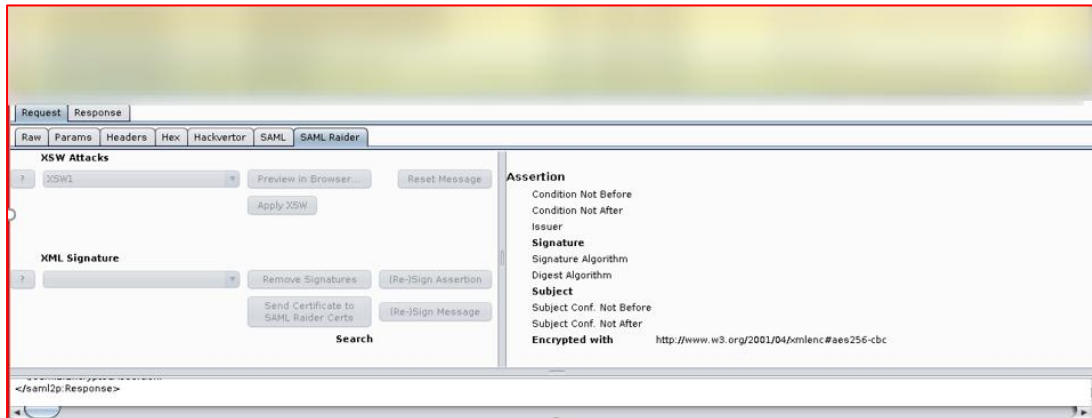 Request Response
Raw Params Headers Hex Hackvertor SAML SAML Raider
XSW Attacks
? XSW1 Preview in Browser... Reset Message
Apply XSW
XML Signature
? Remove Signatures (Re-)Sign Assertion
Send Certificate to
SAML Raider Certs
(Re-)Sign Message
Search
Assertion
Condition Not Before
Condition Not After
Issuer
Signature
Signature Algorithm
Digest Algorithm
Subject
Subject Conf. Not Before
Subject Conf. Not After
Encrypted with http://www.w3.org/2001/04/xmlenc#aes256-cbc
</saml2p:Response>